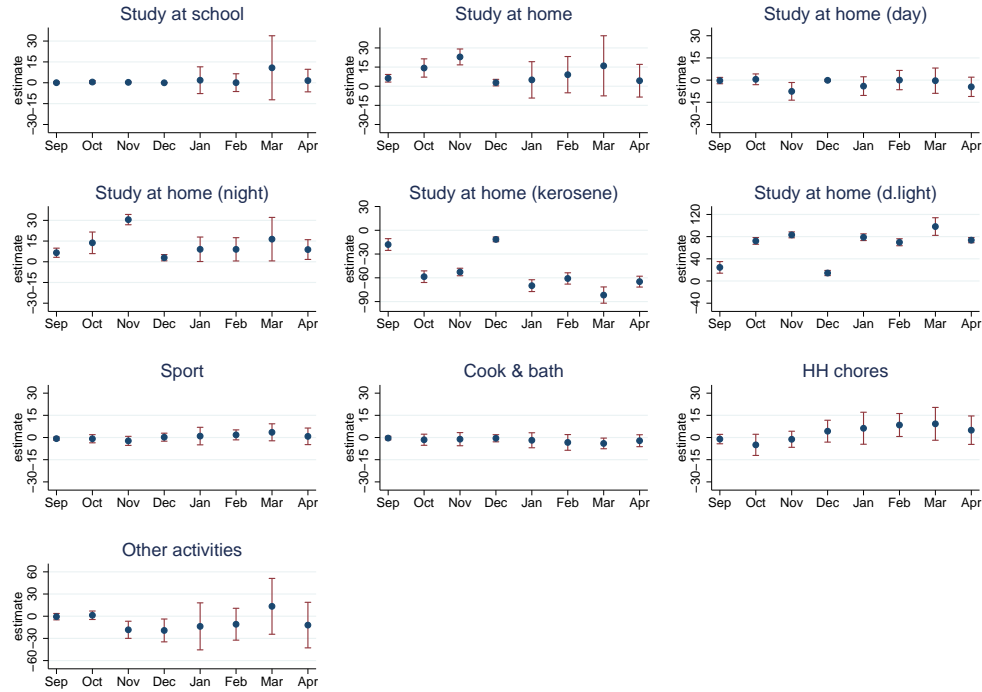 Study at school
estimate
−30−15 0 15 30
Sep Oct Nov Dec Jan Feb Mar Apr
Study at home
estimate
−30−15 0 15 30
Sep Oct Nov Dec Jan Feb Mar Apr
Study at home (day)
estimate
−30−15 0 15 30
Sep Oct Nov Dec Jan Feb Mar Apr
Study at home (night)
estimate
−30−15 0 15 30
Sep Oct Nov Dec Jan Feb Mar Apr
Study at home (kerosene)
estimate
−90−60−30 0 30
Sep Oct Nov Dec Jan Feb Mar Apr
Study at home (d.light)
estimate
−40 0 40 80 120
Sep Oct Nov Dec Jan Feb Mar Apr
Sport
estimate
−30−15 0 15 30
Sep Oct Nov Dec Jan Feb Mar Apr
Cook & bath
estimate
−30−15 0 15 30
Sep Oct Nov Dec Jan Feb Mar Apr
HH chores
estimate
−30−15 0 15 30
Sep Oct Nov Dec Jan Feb Mar Apr
Other activities
estimate
−60−30 0 30 60
Sep Oct Nov Dec Jan Feb Mar Apr